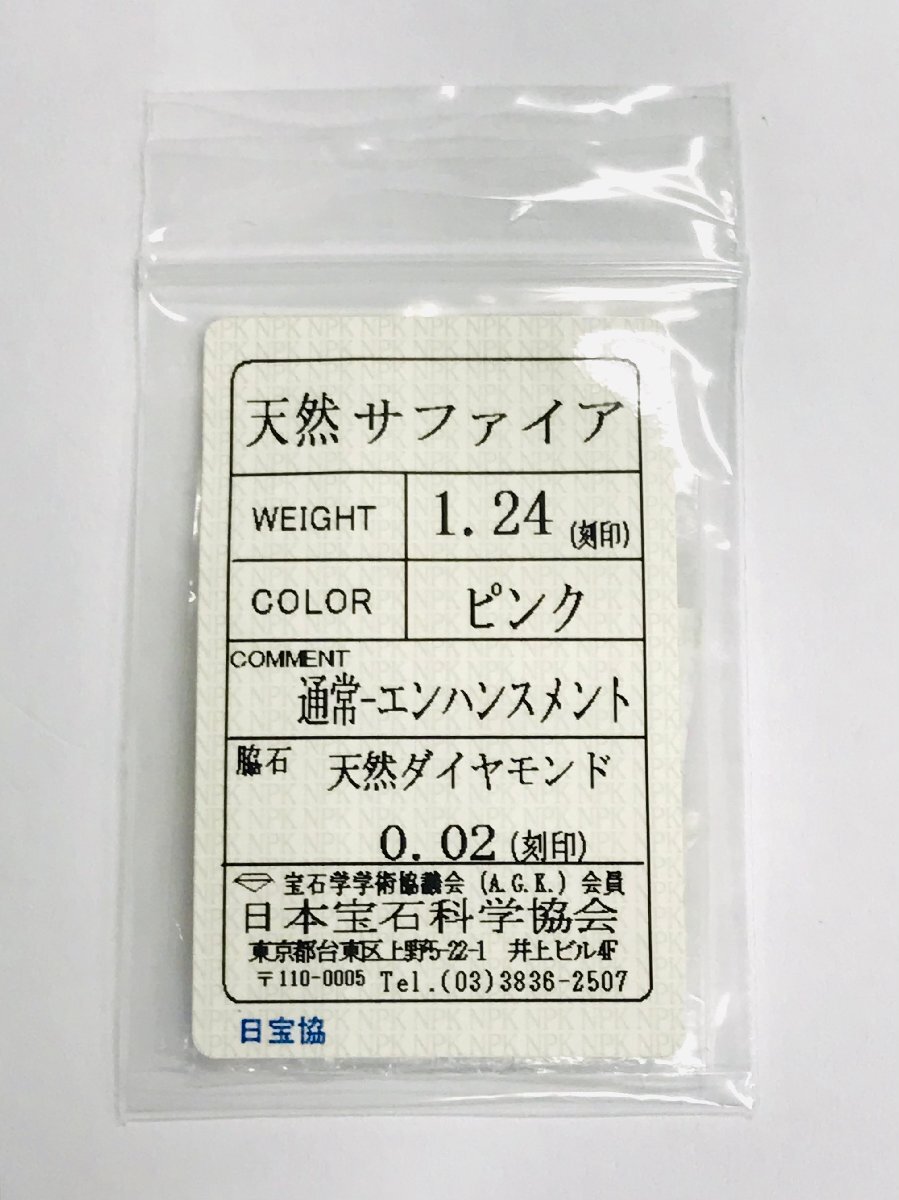 天然サファイア
WEIGHT 1.24 (刻印)
COLOR ピンク
COMMENT
通常-エンハンスメント
脇石 天然ダイヤモンド
0.02 (刻印)
宝石学学術協議会 (A.G.K.) 会員
日本宝石科学協会
東京都台東区上野5-22-1 井上ビル4F
〒110-0005 Tel.(03)3836-2507
日宝協